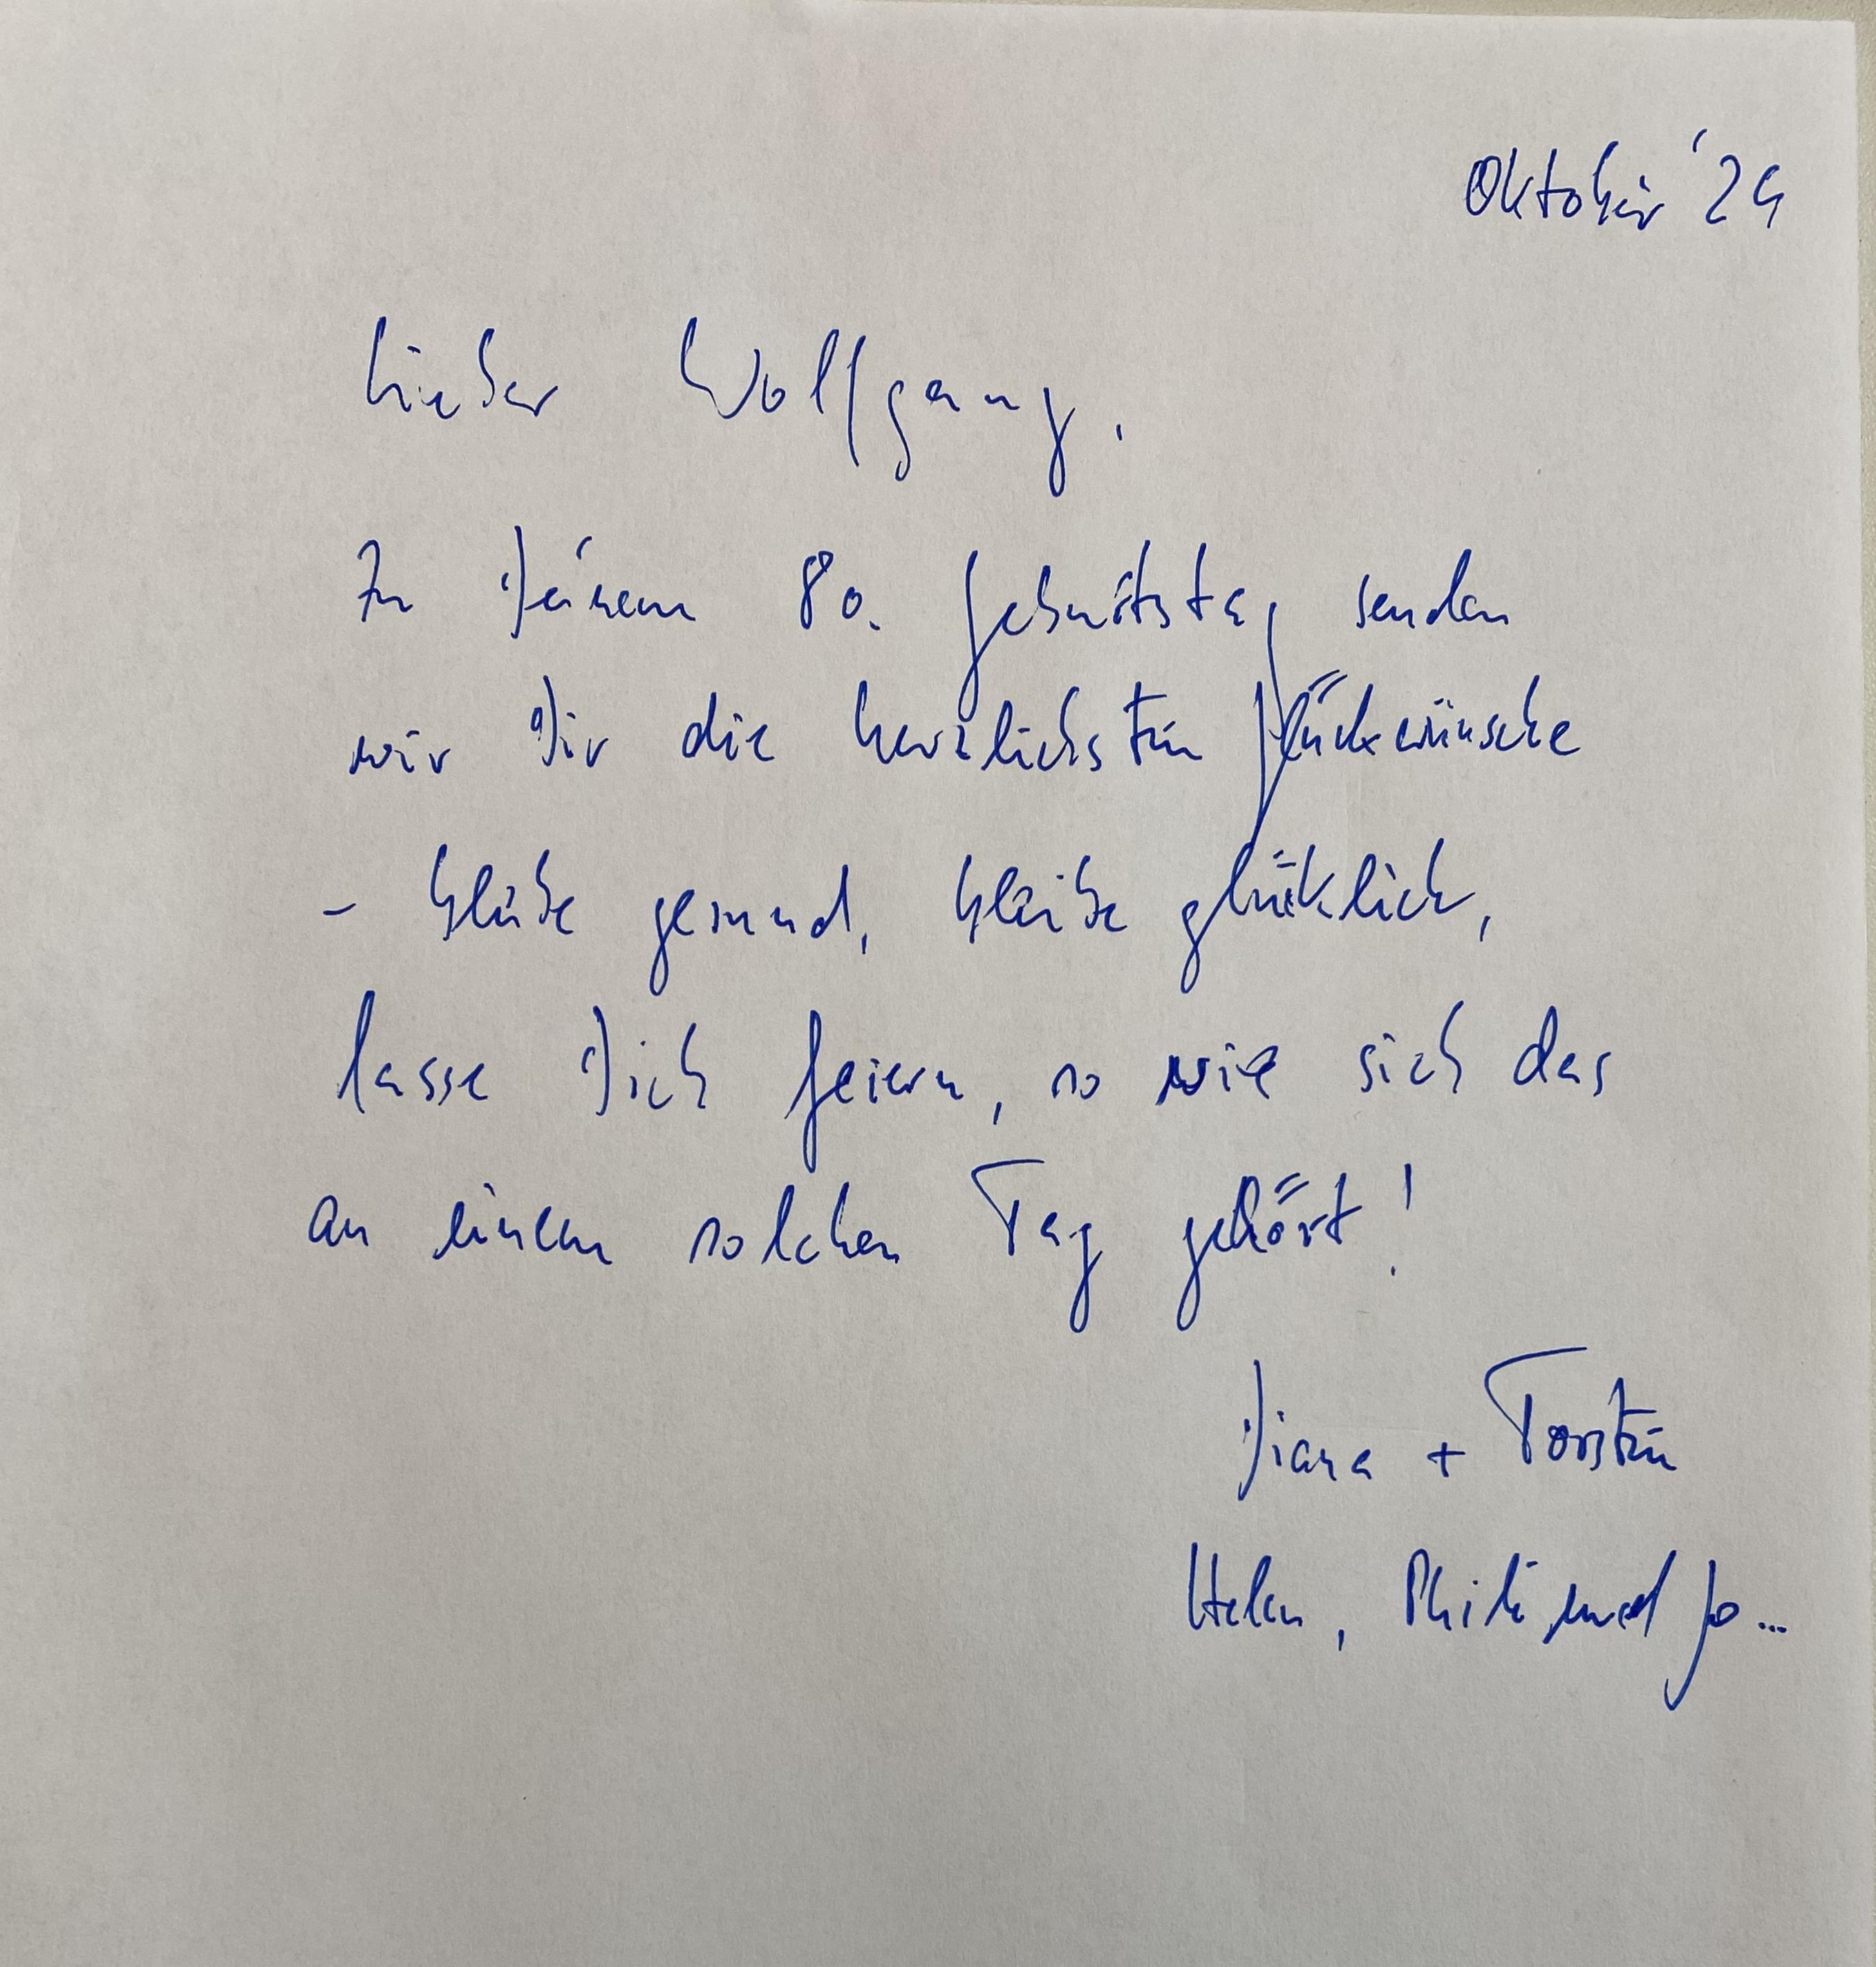 Oktober '24
Lieber Wolfgang,
Zu Deinem 80. Geburtstag senden
wir Dir die herzlichsten Glückwünsche
- bleibe gesund, bleibe glücklich,
lasse Dich feiern, so wie sich das
an einem solchen Tag gehört!
Diana + Torsten
Helen, und Jo...